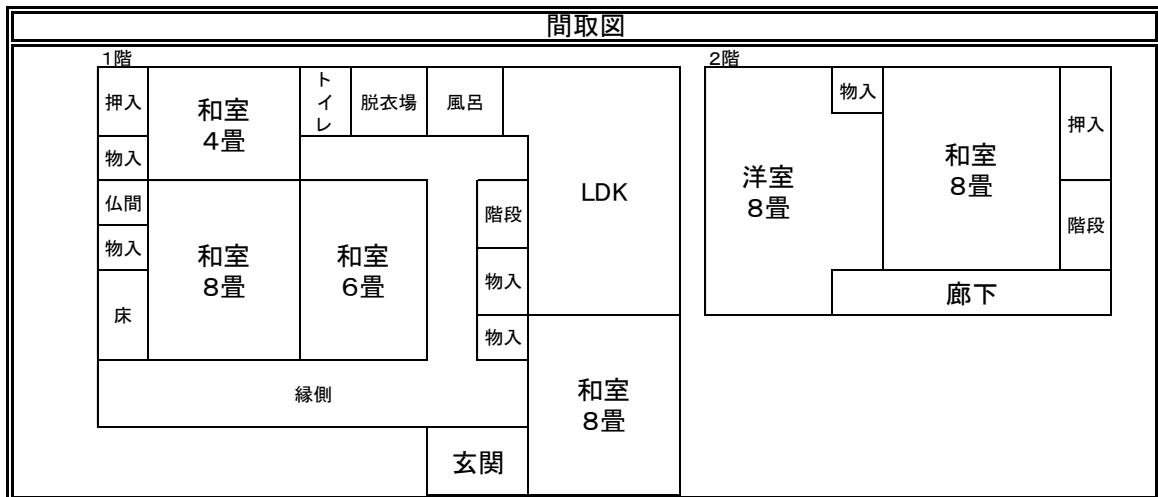 間取図
1階
2階
押入
和室
4畳
トイレ
脱衣場
風呂
物入
仏間
物入
床
和室
8畳
和室
6畳
階段
物入
物入
LDK
縁側
玄関
和室
8畳
洋室
8畳
物入
和室
8畳
押入
階段
廊下